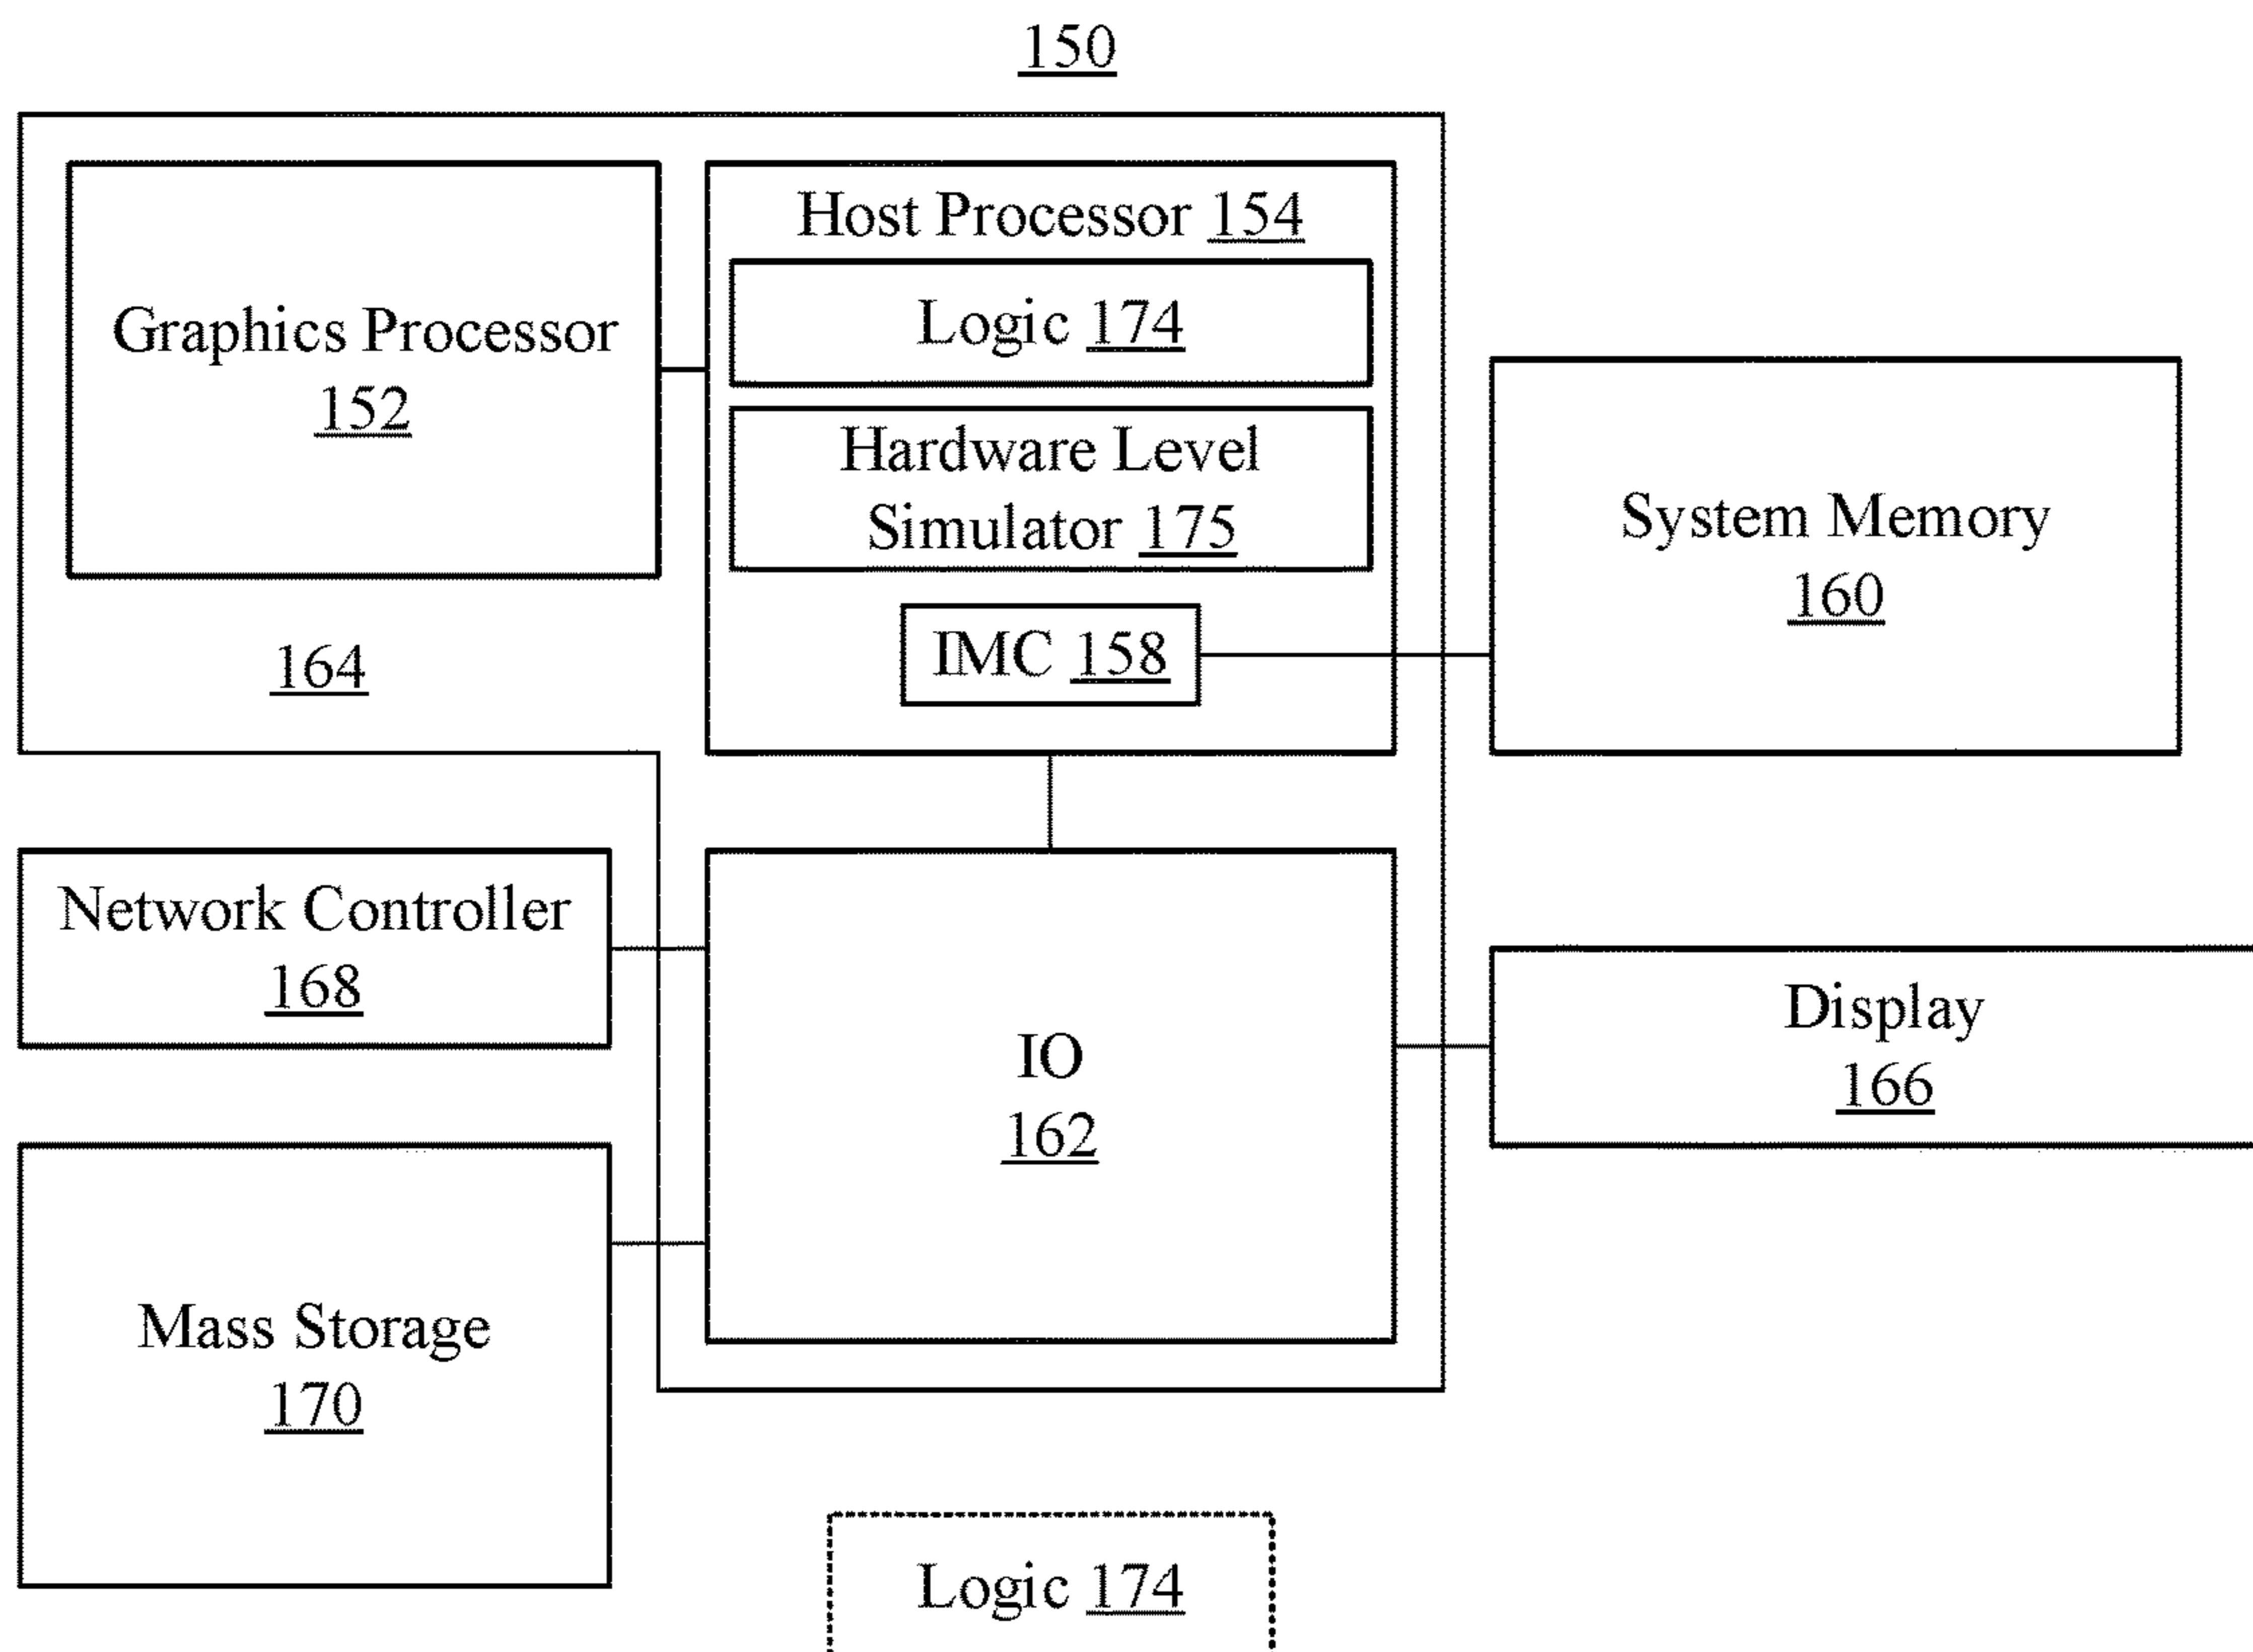 150
Host Processor 154
Logic 174
Graphics Processor
152
Hardware Level
Simulator 175
IMC 158
164
System Memory
160
Network Controller
168
IO
162
Display
166
Mass Storage
170
Logic 174